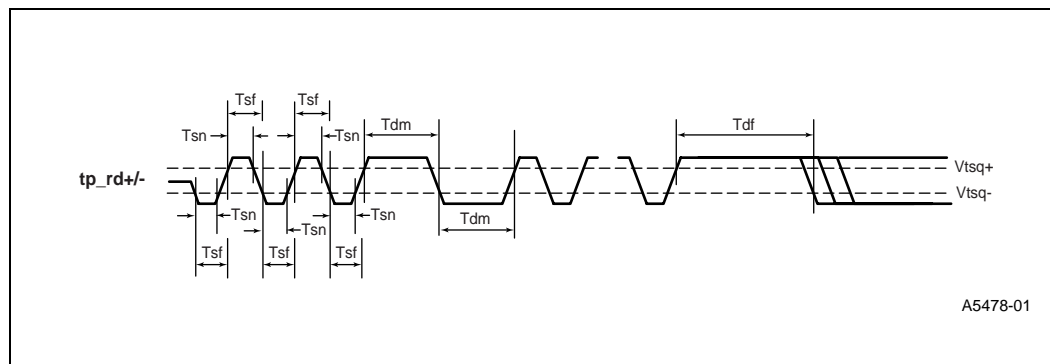 Tsf Tsf
Tsn Tsn Tdm Tdf
Vtsq+
tp_rd+/-
Vtsq-
Tsn Tsn Tsn Tdm
Tsf Tsf Tsf
A5478-01